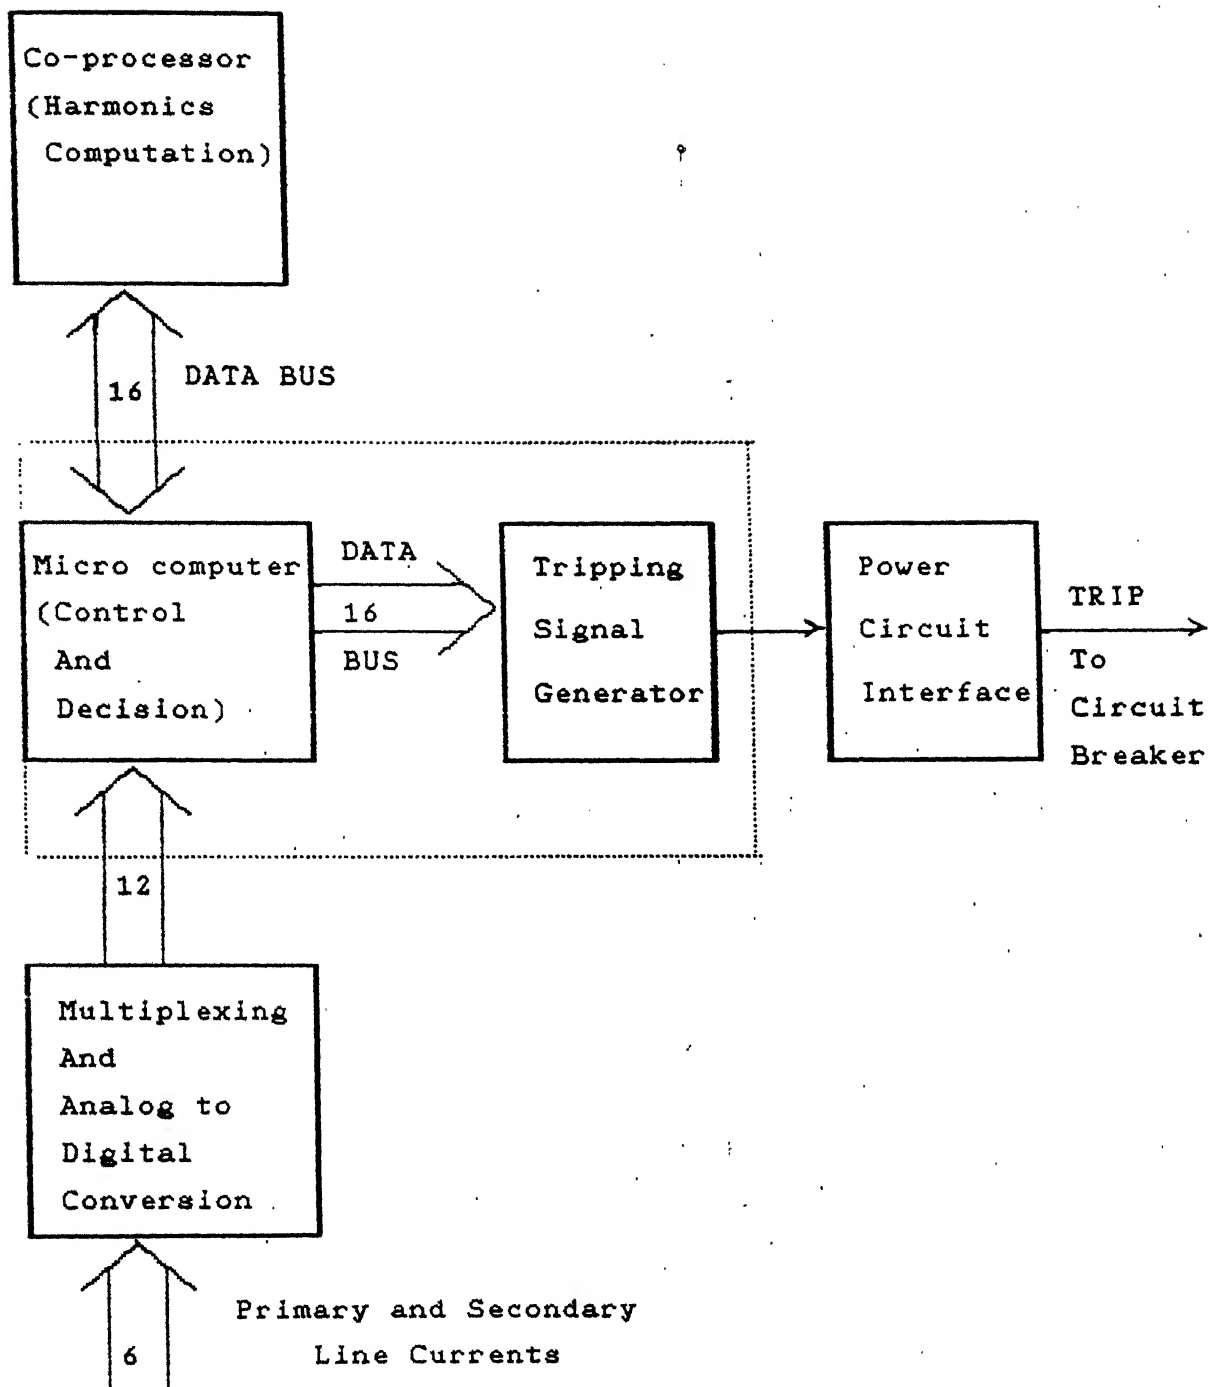 Co-processor
(Harmonics
Computation)
16
DATA BUS
Micro computer
(Control
And
Decision)
DATA
16
BUS
Tripping
Signal
Generator
Power
Circuit
Interface
TRIP
To
Circuit
Breaker
12
Multiplexing
And
Analog to
Digital
Conversion
Primary and Secondary
Line Currents
6